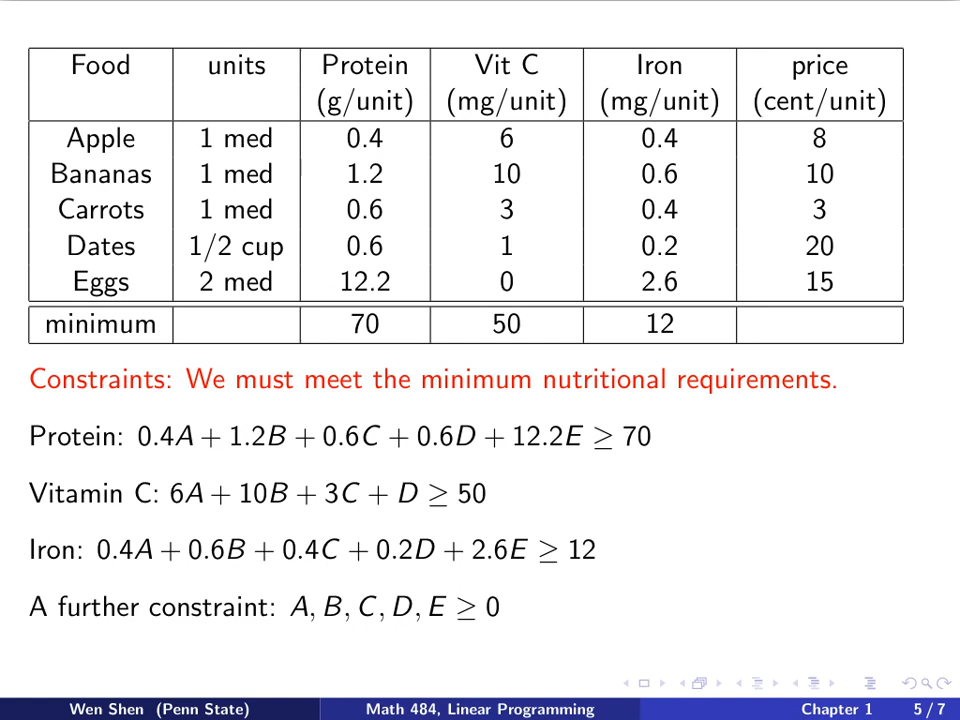 Food units Protein Vit C Iron price
(g/unit) (mg/unit) (mg/unit) (cent/unit)
Apple 1 med 0.4 6 0.4 8
Bananas 1 med 1.2 10 0.6 10
Carrots 1 med 0.6 3 0.4 3
Dates 1/2 cup 0.6 1 0.2 20
Eggs 2 med 12.2 0 2.6 15
minimum 70 50 12
Constraints: We must meet the minimum nutritional requirements.
Protein: 0.4A + 1.2B + 0.6C + 0.6D + 12.2E ≥ 70
Vitamin C: 6A + 10B + 3C + D ≥ 50
Iron: 0.4A + 0.6B + 0.4C + 0.2D + 2.6E ≥ 12
A further constraint: A, B, C, D, E ≥ 0
Wen Shen (Penn State) Math 484, Linear Programming Chapter 1 5 / 7